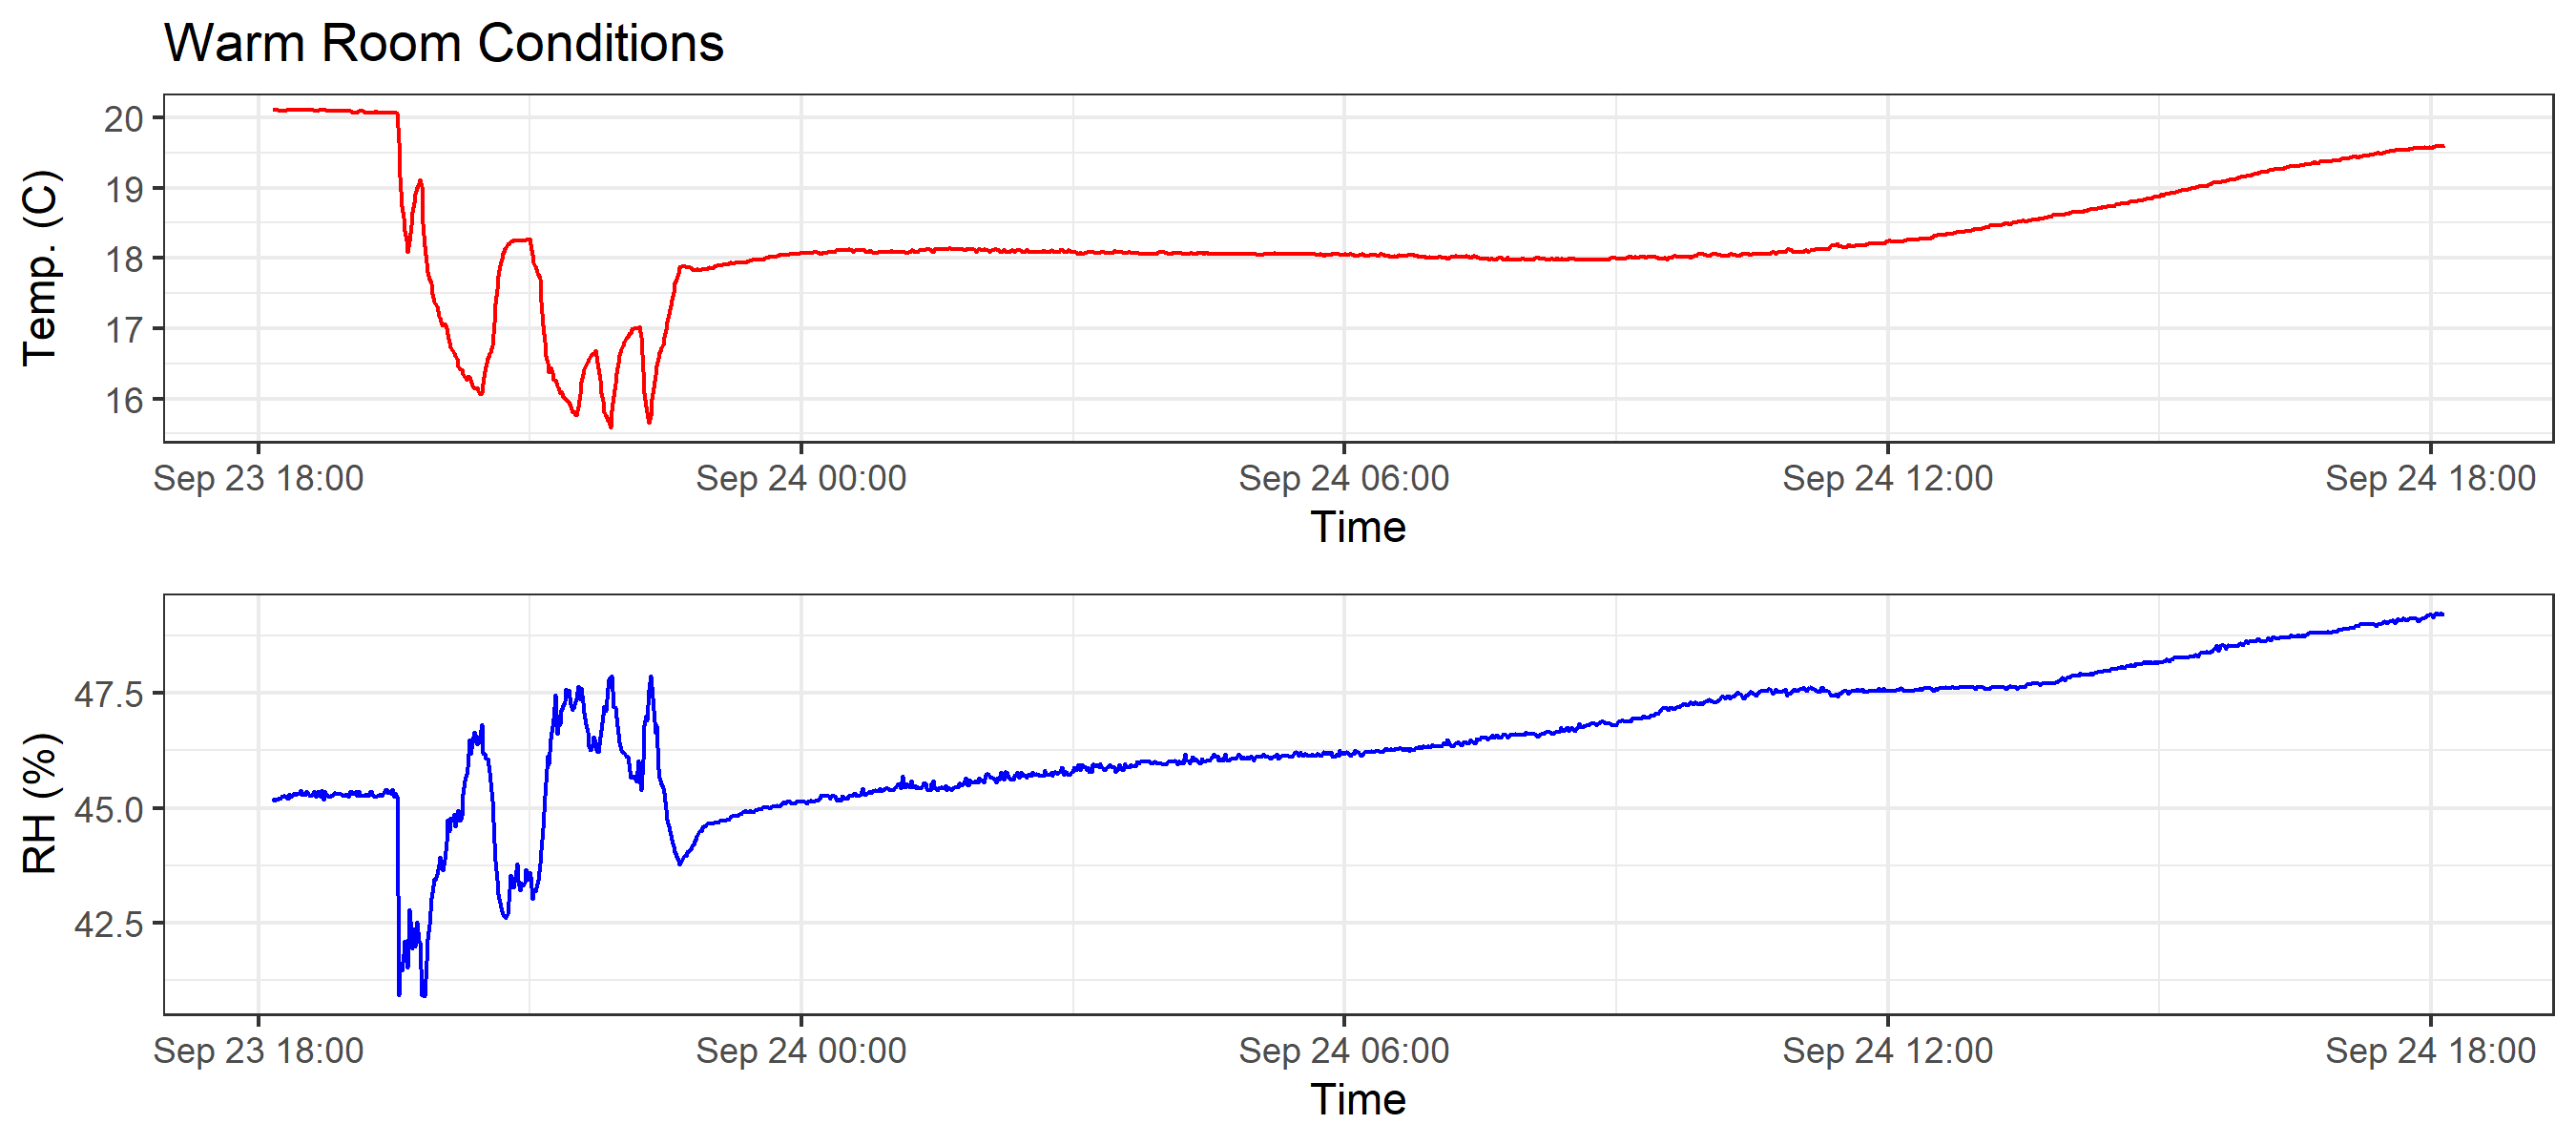 Warm Room Conditions
Temp. (C)
20
19
18
17
16
Sep 23 18:00 Sep 24 00:00 Sep 24 06:00 Sep 24 12:00 Sep 24 18:00
Time
RH (%)
47.5
45.0
42.5
Sep 23 18:00 Sep 24 00:00 Sep 24 06:00 Sep 24 12:00 Sep 24 18:00
Time